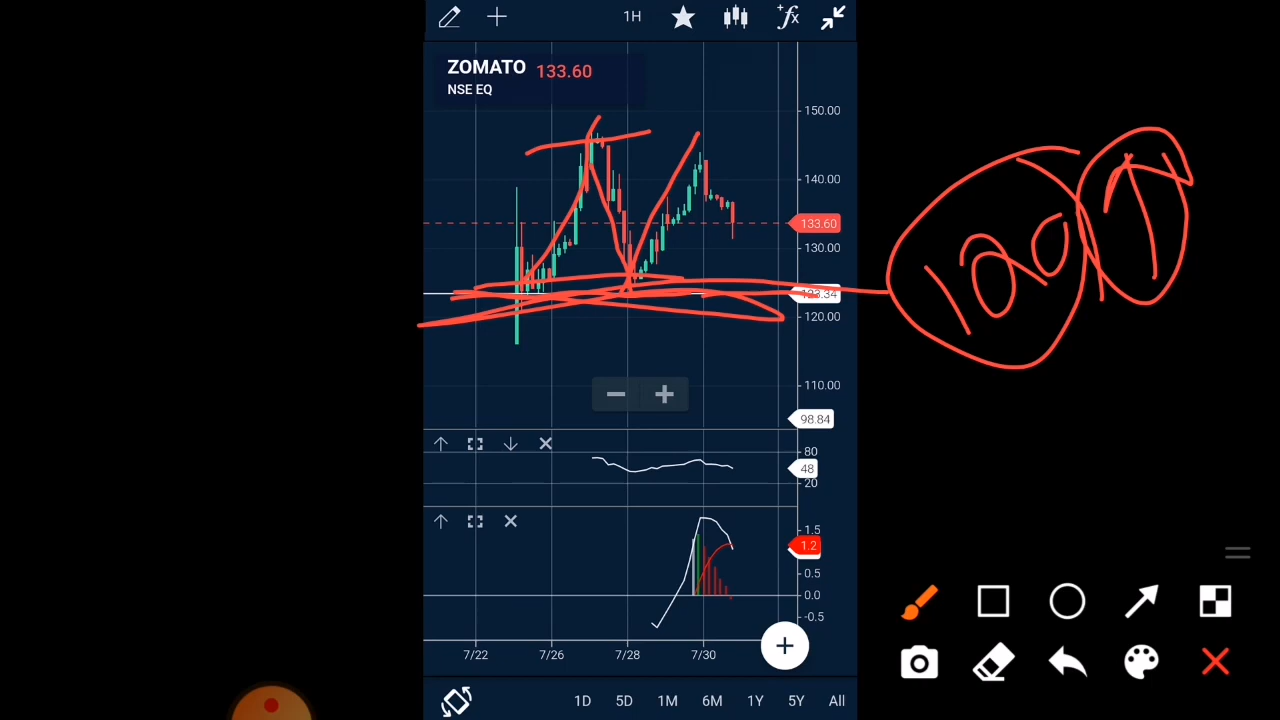 1H
fx
ZOMATO 133.60
NSE EQ
150.00
140.00
133.60
130.00
120.00
110.00
98.84
80
48
20
1.5
1.2
0.5
0.0
-0.5
7/22 7/26 7/28 7/30
1D 5D 1M 6M 1Y 5Y All